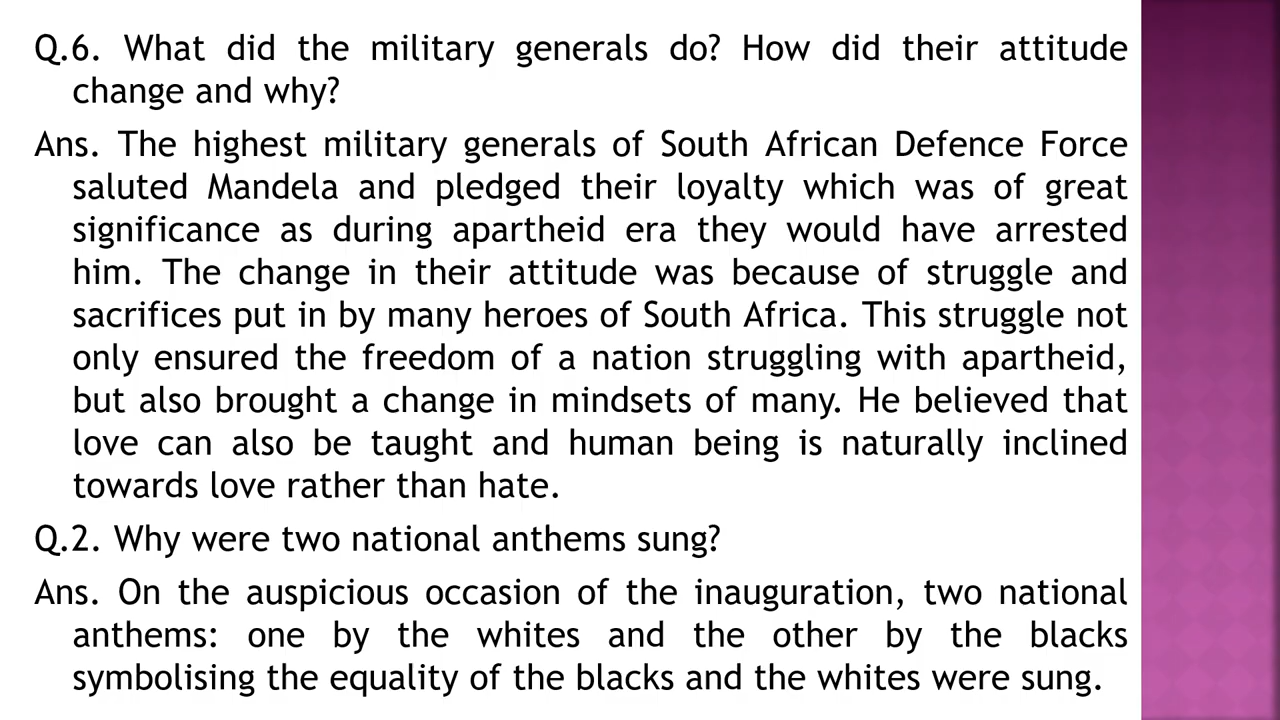 Q.6. What did the military generals do? How did their attitude
change and why?
Ans. The highest military generals of South African Defence Force
saluted Mandela and pledged their loyalty which was of great
significance as during apartheid era they would have arrested
him. The change in their attitude was because of struggle and
sacrifices put in by many heroes of South Africa. This struggle not
only ensured the freedom of a nation struggling with apartheid,
but also brought a change in mindsets of many. He believed that
love can also be taught and human being is naturally inclined
towards love rather than hate.
Q.2. Why were two national anthems sung?
Ans. On the auspicious occasion of the inauguration, two national
anthems: one by the whites and the other by the blacks
symbolising the equality of the blacks and the whites were sung.